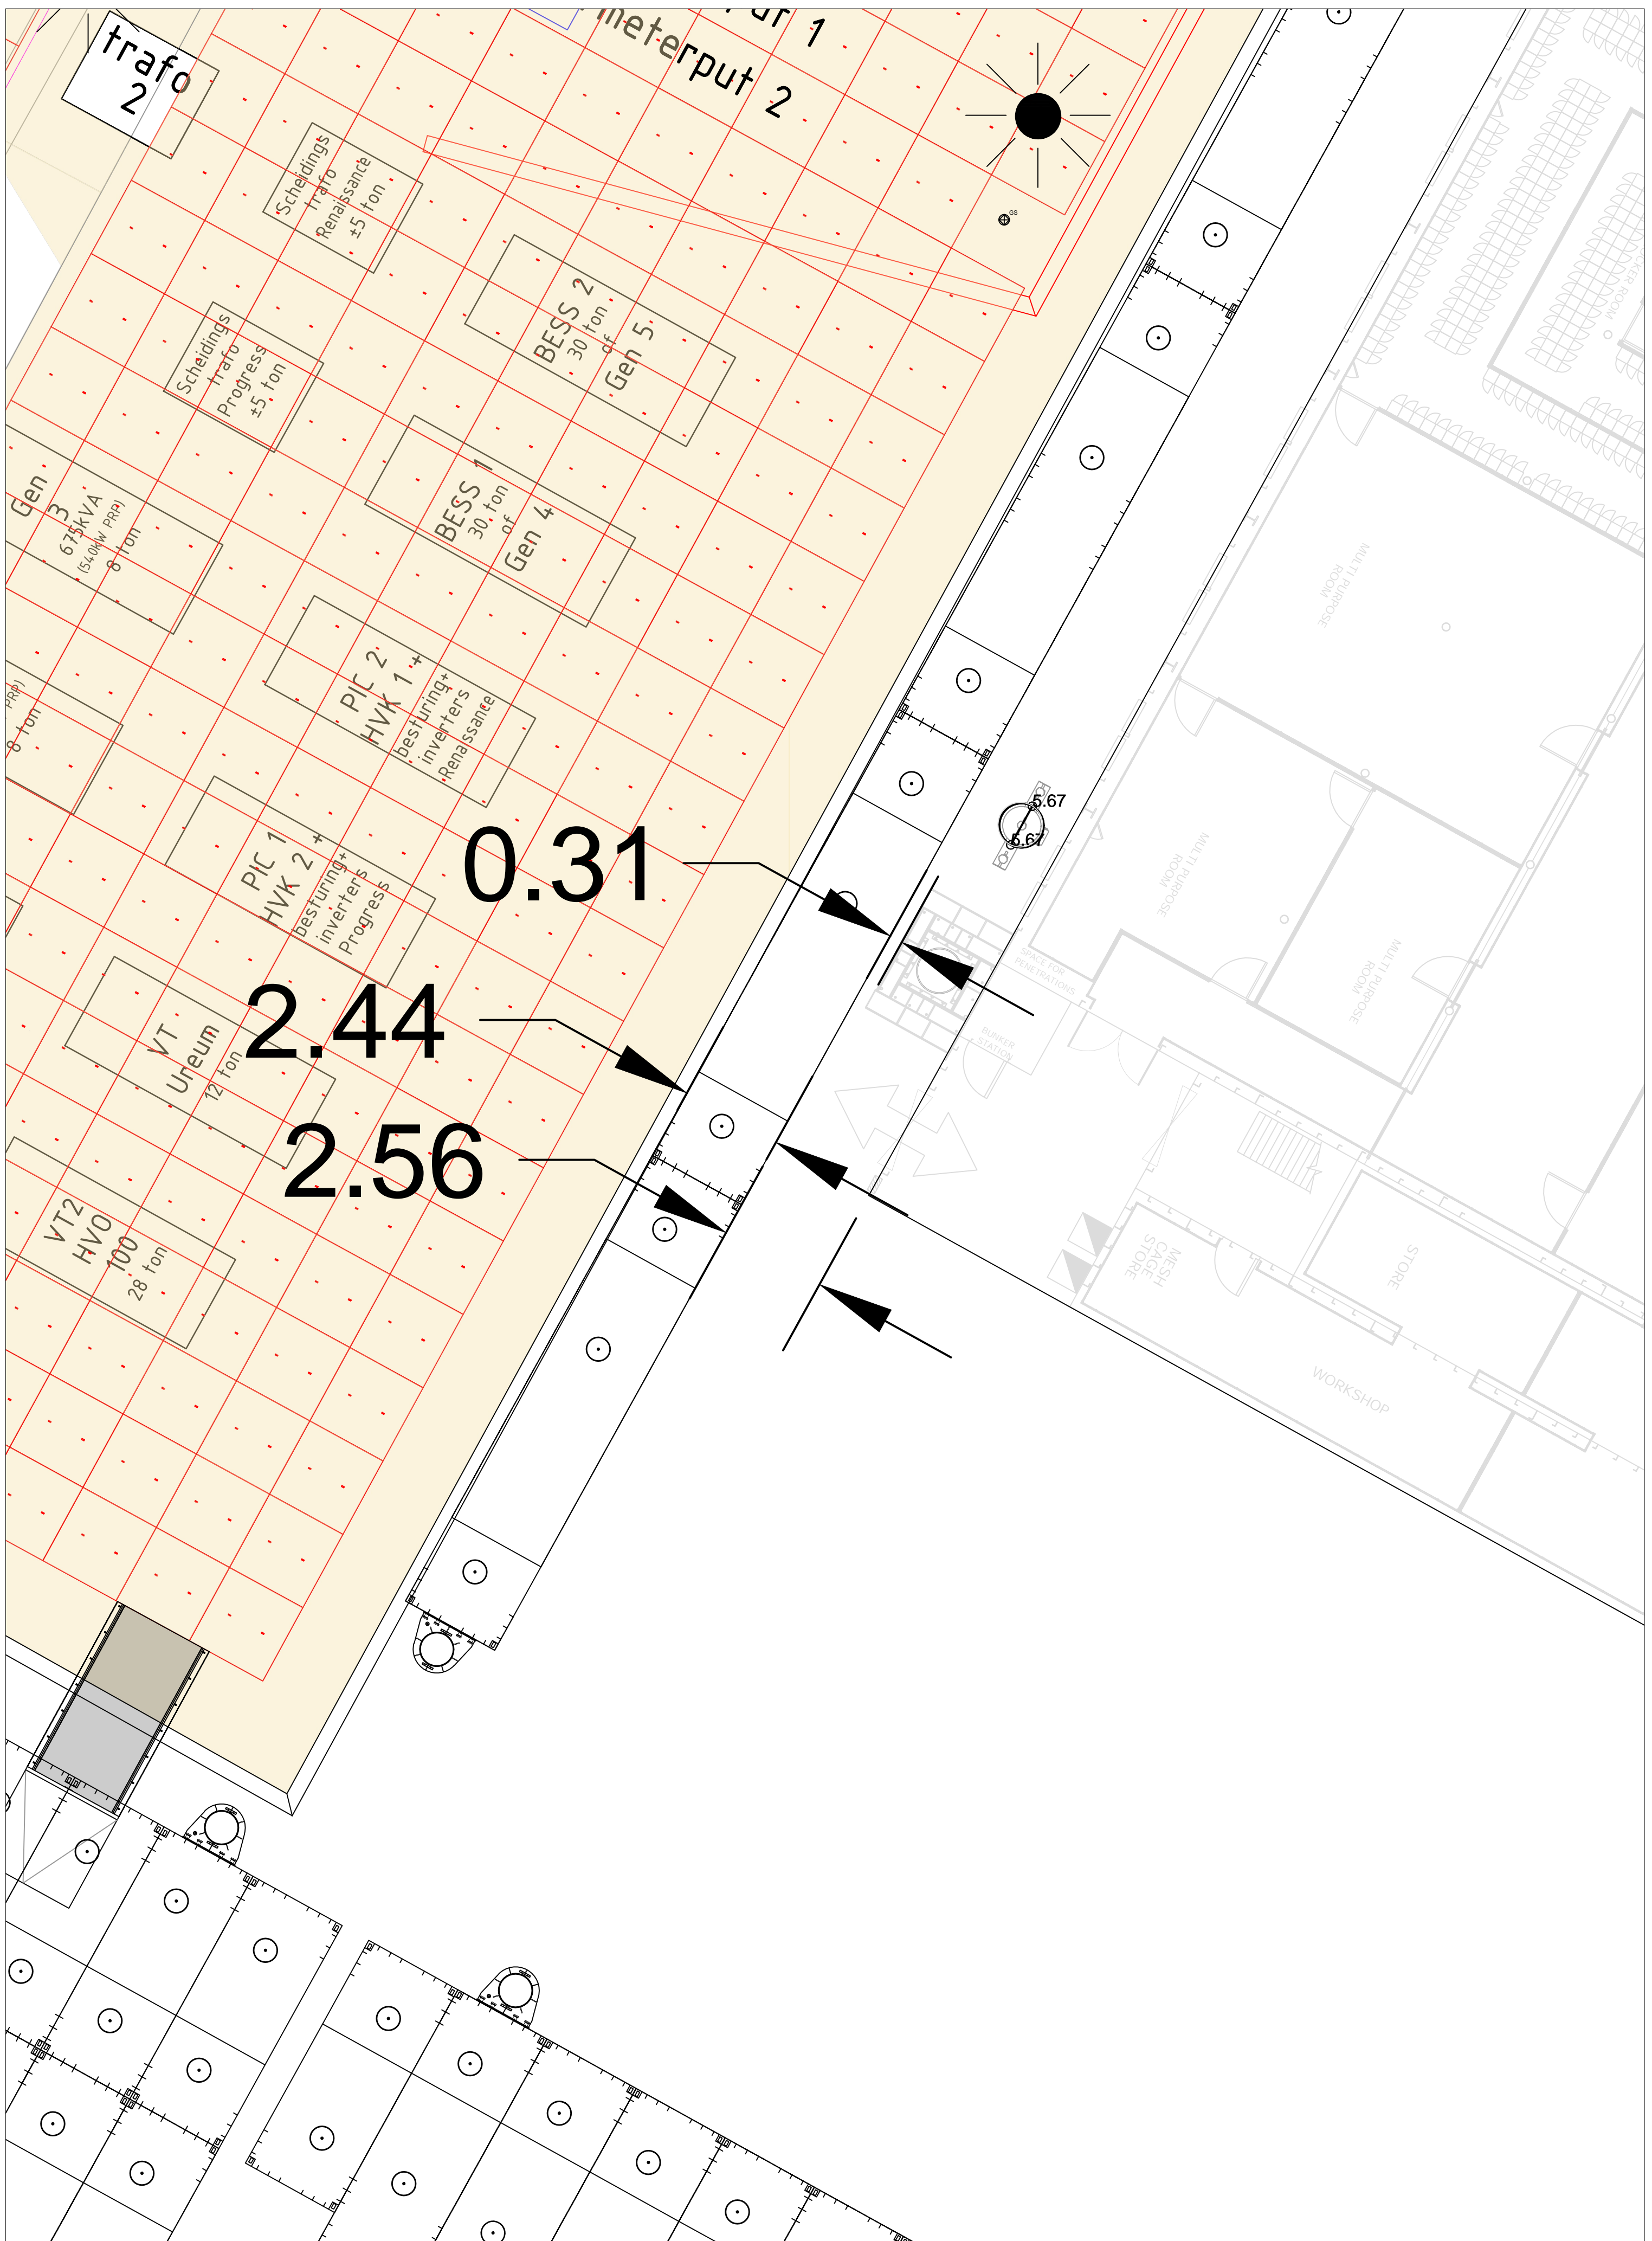 meterput 2
trafo
2
GS
Scheidings
trafo
Renaissance
±5 ton
BESS 2
30 ton
of
Gen 5
Scheidings
trafo
Progress
±5 ton
BESS 1
30 ton
of
Gen 4
Gen
3
675kVA
(540kW PRP)
8 ton
MULTI PURPOSE
ROOM
PIC 2
HVK 1 +
besturing+
inverters
Renaissance
PRP)
8 ton
5.67
5.67
MULTI PURPOSE
ROOM
0.31
PIC 1
HVK 2 +
besturing+
inverters
Progress
SPACE FOR
PENETRATIONS
MULTI PURPOSE
ROOM
2.44
VT
Ureum
12 ton
BUNKER
STATION
2.56
VT2
HVO
100
28 ton
MESH
CAGE
STORE
STORE
WORKSHOP